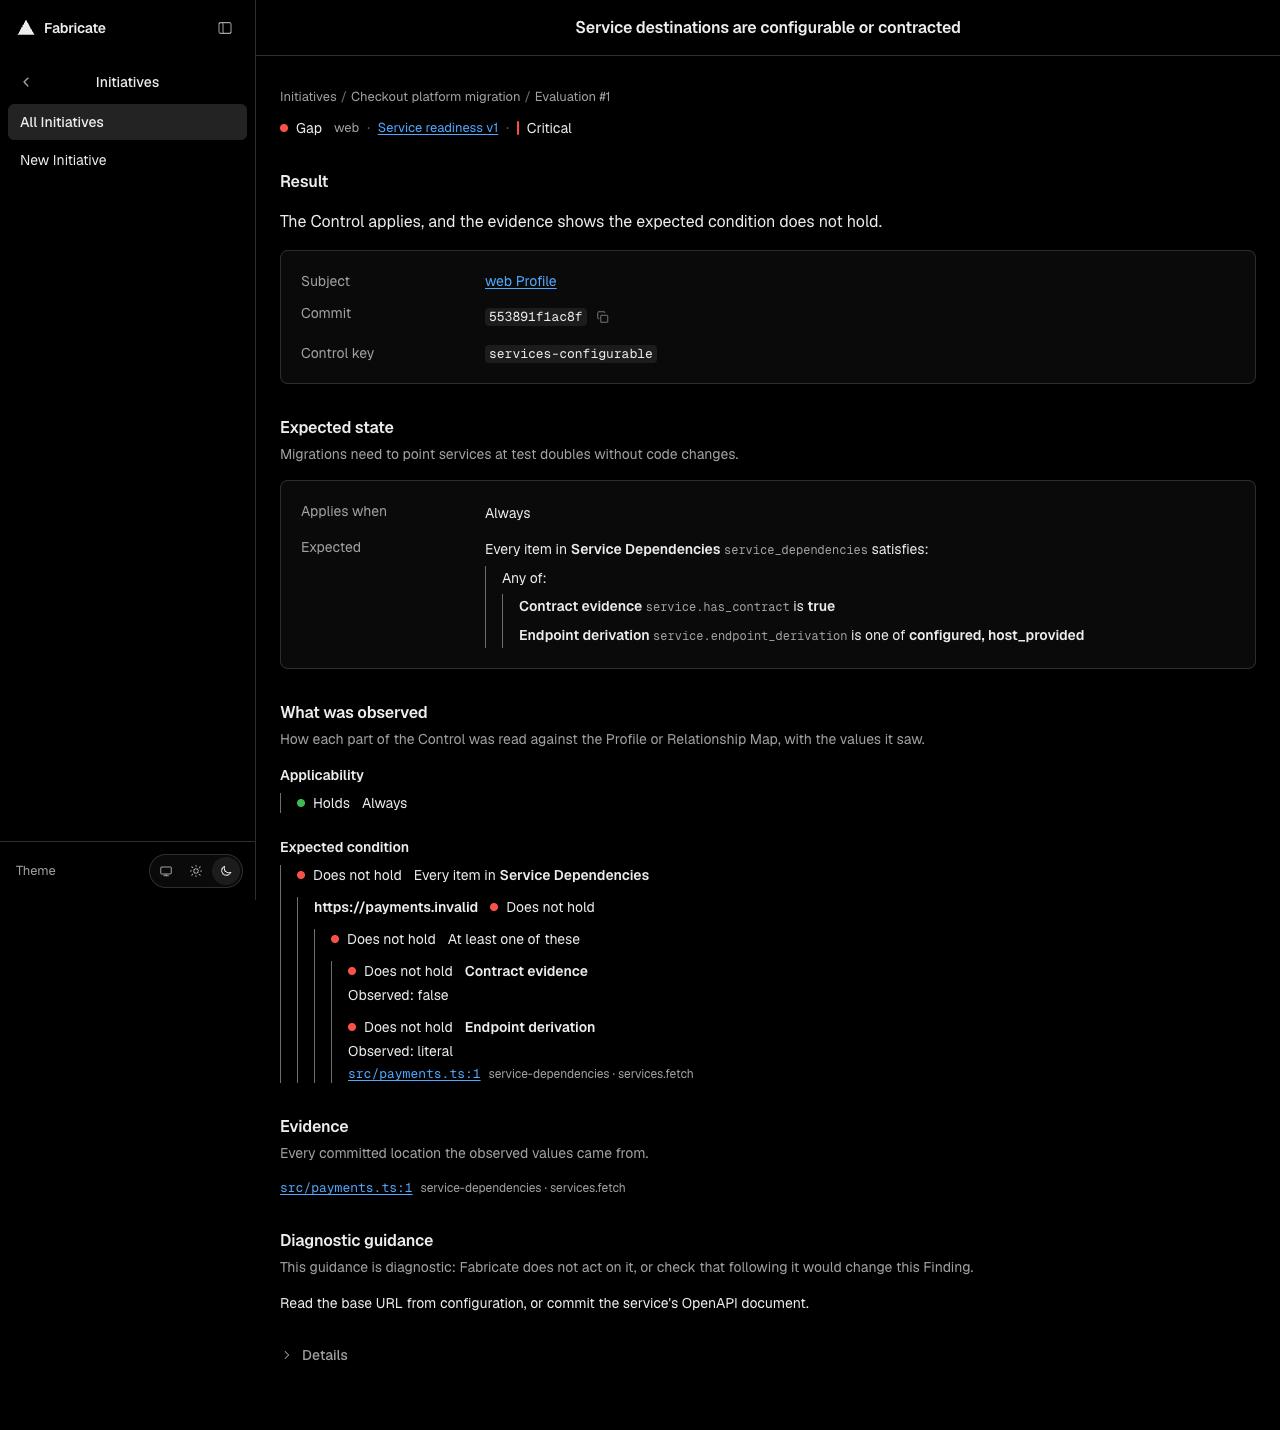 Fabricate
Service destinations are configurable or contracted
Initiatives
All Initiatives
New Initiative
Initiatives / Checkout platform migration / Evaluation #1
Gap web · Service readiness v1 · Critical
Result
The Control applies, and the evidence shows the expected condition does not hold.
Subject web Profile
Commit 553891f1ac8f
Control key services-configurable
Expected state
Migrations need to point services at test doubles without code changes.
Applies when Always
Expected Every item in Service Dependencies service_dependencies satisfies:
Any of:
Contract evidence service.has_contract is true
Endpoint derivation service.endpoint_derivation is one of configured, host_provided
What was observed
How each part of the Control was read against the Profile or Relationship Map, with the values it saw.
Applicability
Holds Always
Expected condition
Does not hold Every item in Service Dependencies
https://payments.invalid Does not hold
Does not hold At least one of these
Does not hold Contract evidence
Observed: false
Does not hold Endpoint derivation
Observed: literal
src/payments.ts:1 service-dependencies · services.fetch
Evidence
Every committed location the observed values came from.
src/payments.ts:1 service-dependencies · services.fetch
Diagnostic guidance
This guidance is diagnostic: Fabricate does not act on it, or check that following it would change this Finding.
Read the base URL from configuration, or commit the service's OpenAPI document.
Details
Theme